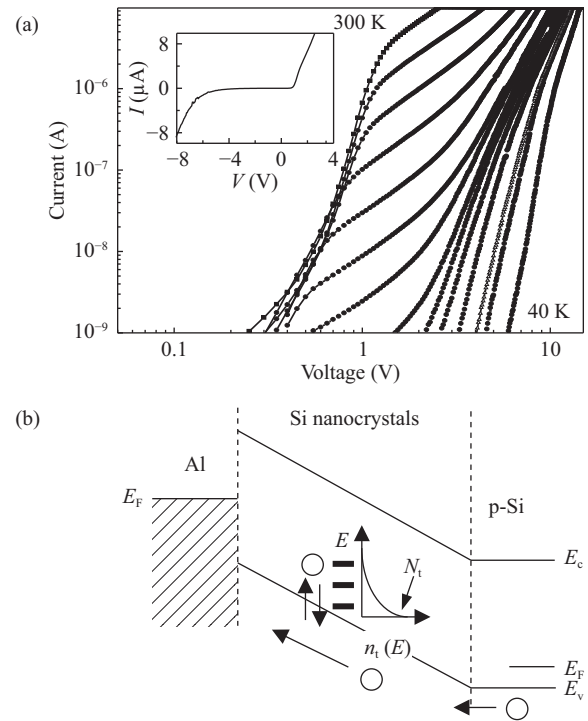 (a)
300 K
40 K
10⁻⁶
10⁻⁷
10⁻⁸
10⁻⁹
Current (A)
0.1
1
10
Voltage (V)
8
0
−8
I (μA)
−8
−4
0
4
V (V)
(b)
Si nanocrystals
Al
p-Si
E_F
E
N_t
n_t (E)
E_c
E_F
E_v